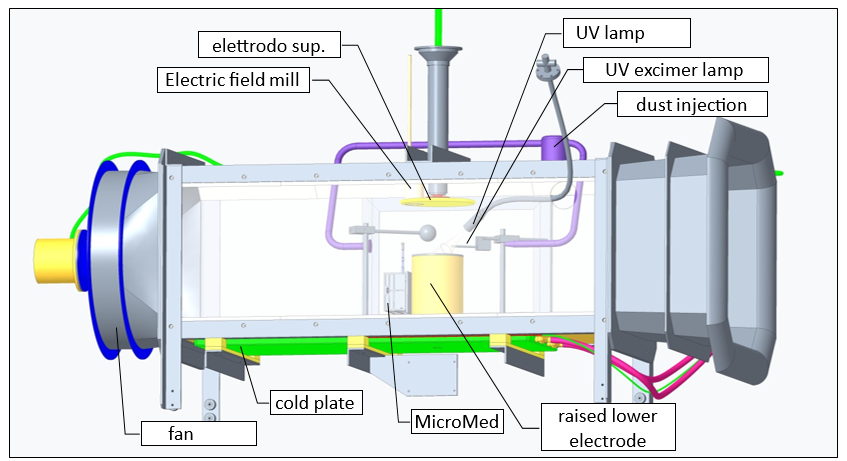 elettrodo sup.
Electric field mill
UV lamp
UV excimer lamp
dust injection
cold plate
fan
MicroMed
raised lower
electrode